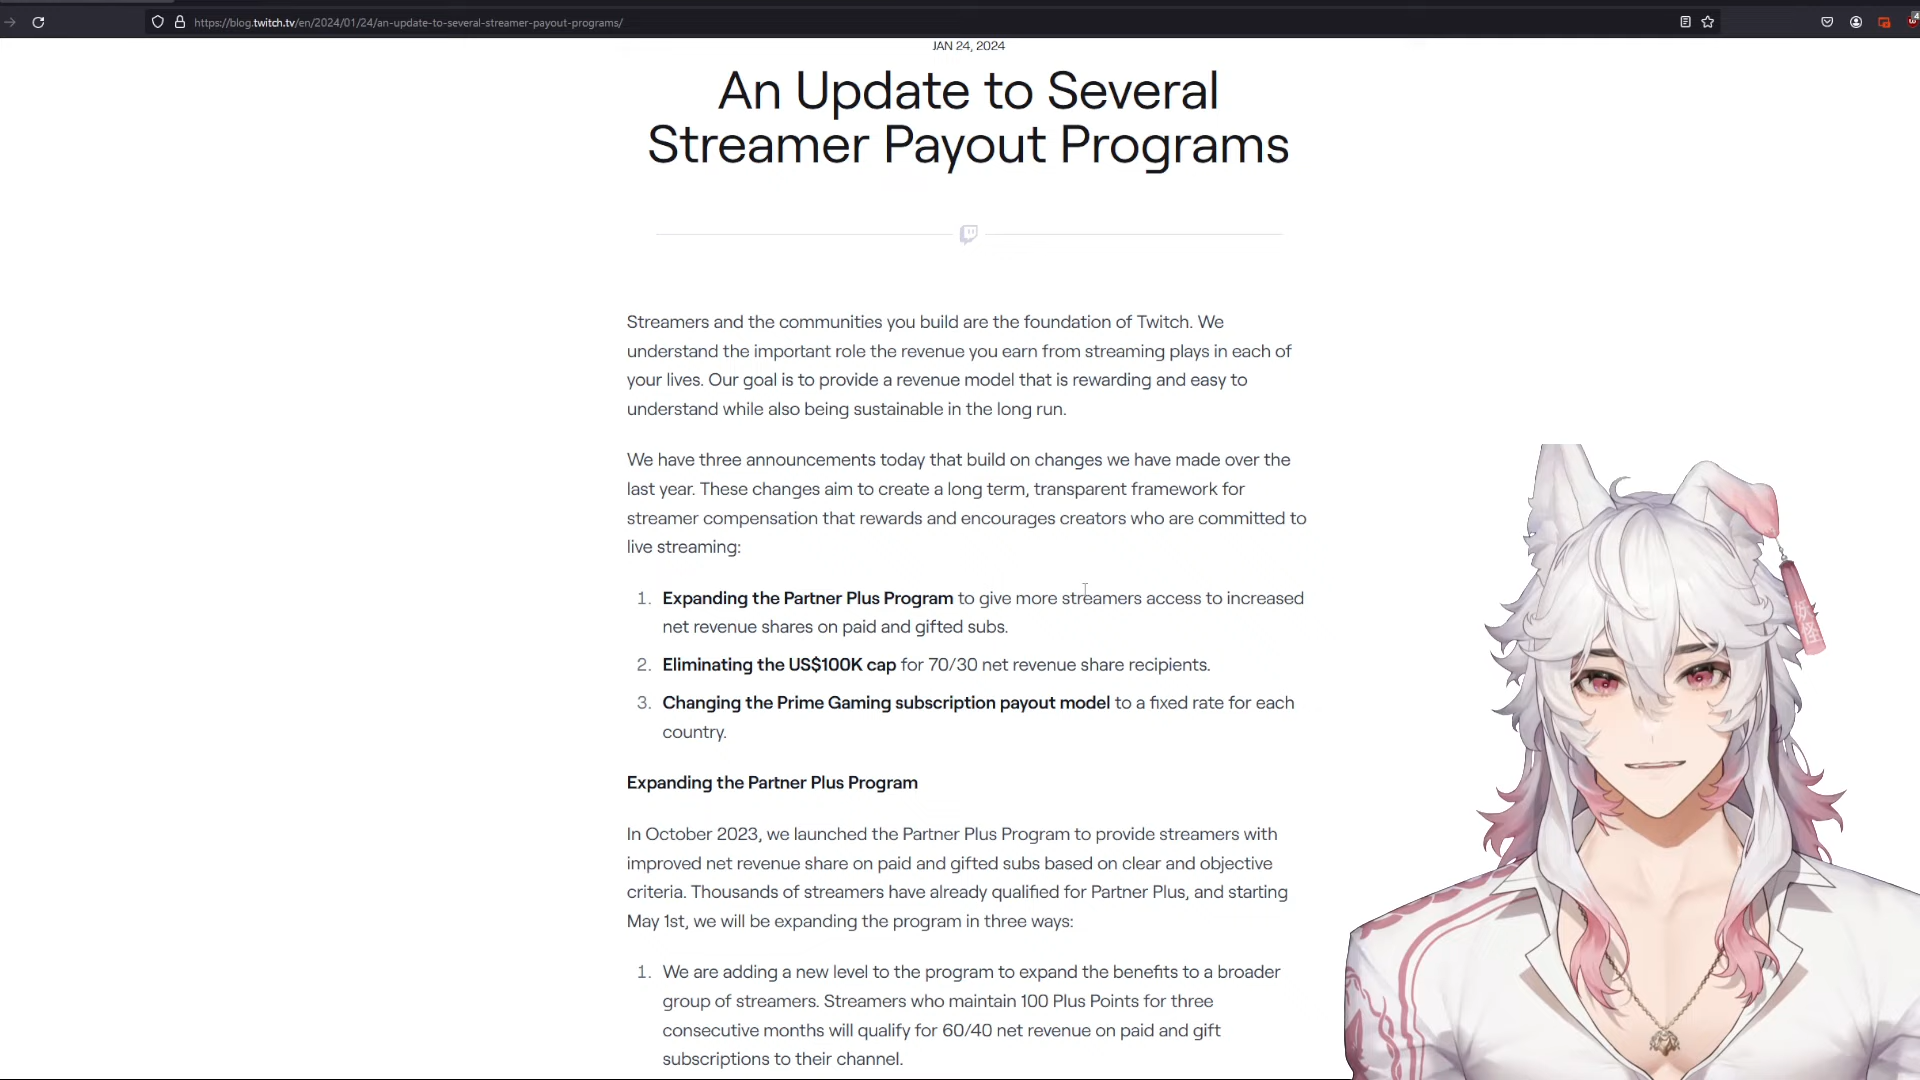 https://blog.twitch.tv/en/2024/01/24/an-update-to-several-streamer-payout-programs/
JAN 24, 2024
An Update to Several
Streamer Payout Programs
Streamers and the communities you build are the foundation of Twitch. We
understand the important role the revenue you earn from streaming plays in each of
your lives. Our goal is to provide a revenue model that is rewarding and easy to
understand while also being sustainable in the long run.
We have three announcements today that build on changes we have made over the
last year. These changes aim to create a long term, transparent framework for
streamer compensation that rewards and encourages creators who are committed to
live streaming:
1. Expanding the Partner Plus Program to give more streamers access to increased
net revenue shares on paid and gifted subs.
2. Eliminating the US$100K cap for 70/30 net revenue share recipients.
3. Changing the Prime Gaming subscription payout model to a fixed rate for each
country.
Expanding the Partner Plus Program
In October 2023, we launched the Partner Plus Program to provide streamers with
improved net revenue share on paid and gifted subs based on clear and objective
criteria. Thousands of streamers have already qualified for Partner Plus, and starting
May 1st, we will be expanding the program in three ways:
1. We are adding a new level to the program to expand the benefits to a broader
group of streamers. Streamers who maintain 100 Plus Points for three
consecutive months will qualify for 60/40 net revenue on paid and gift
subscriptions to their channel.
妖怪